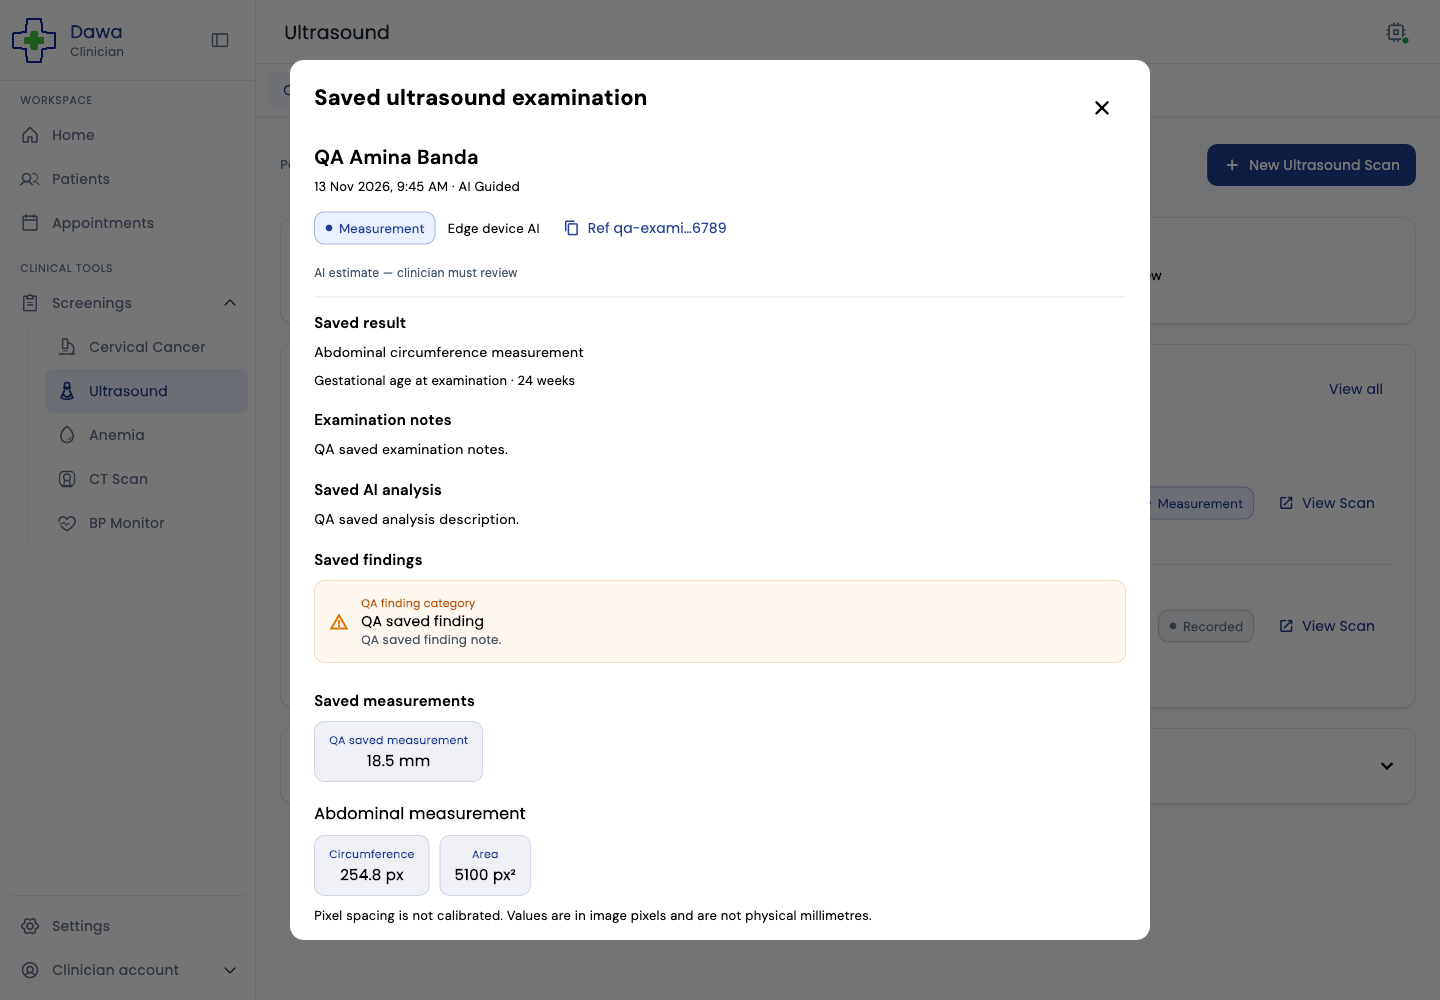 Dawa
Clinician
WORKSPACE
Home
Patients
Appointments
CLINICAL TOOLS
Screenings
Cervical Cancer
Ultrasound
Anemia
CT Scan
BP Monitor
Settings
Clinician account
Ultrasound
New Ultrasound Scan
View all
Measurement
View Scan
Recorded
View Scan
Saved ultrasound examination
QA Amina Banda
13 Nov 2026, 9:45 AM · AI Guided
Measurement Edge device AI Ref qa-exami…6789
AI estimate — clinician must review
Saved result
Abdominal circumference measurement
Gestational age at examination · 24 weeks
Examination notes
QA saved examination notes.
Saved AI analysis
QA saved analysis description.
Saved findings
QA finding category
QA saved finding
QA saved finding note.
Saved measurements
QA saved measurement
18.5 mm
Abdominal measurement
Circumference
254.8 px
Area
5100 px²
Pixel spacing is not calibrated. Values are in image pixels and are not physical millimetres.